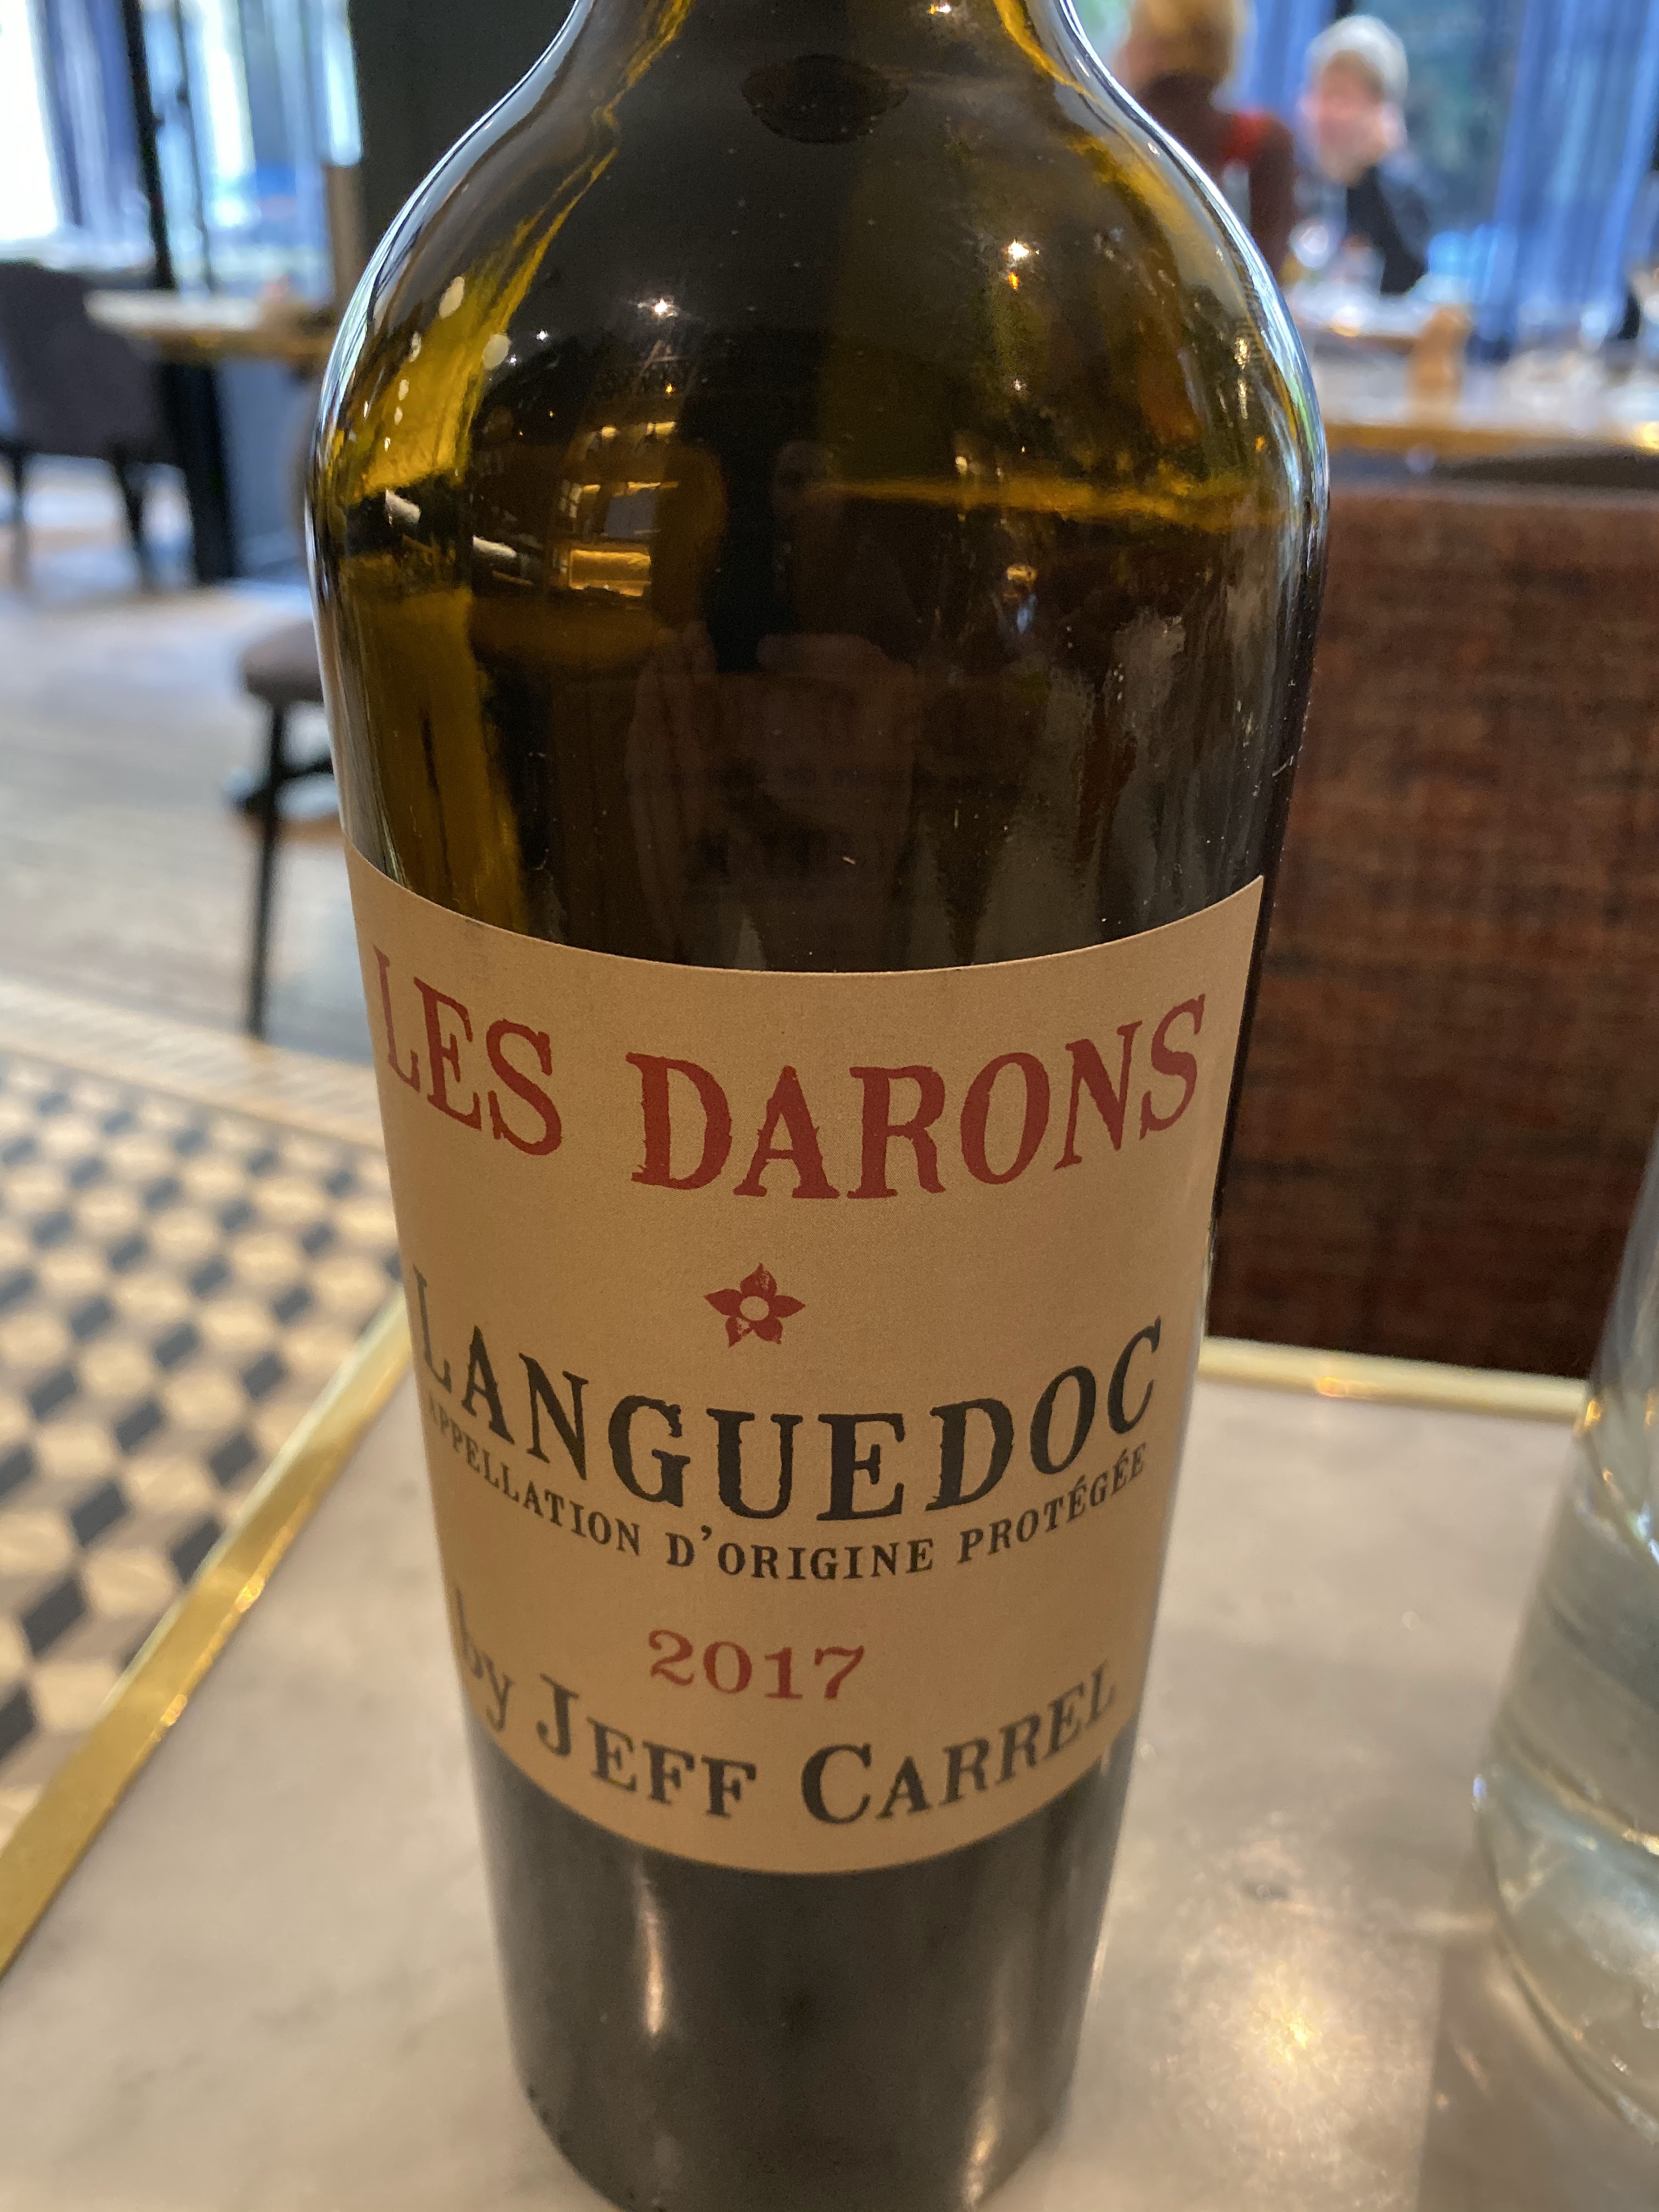 LES DARONS
LANGUEDOC
APPELLATION D'ORIGINE PROTÉGÉE
2017
by JEFF CARREL